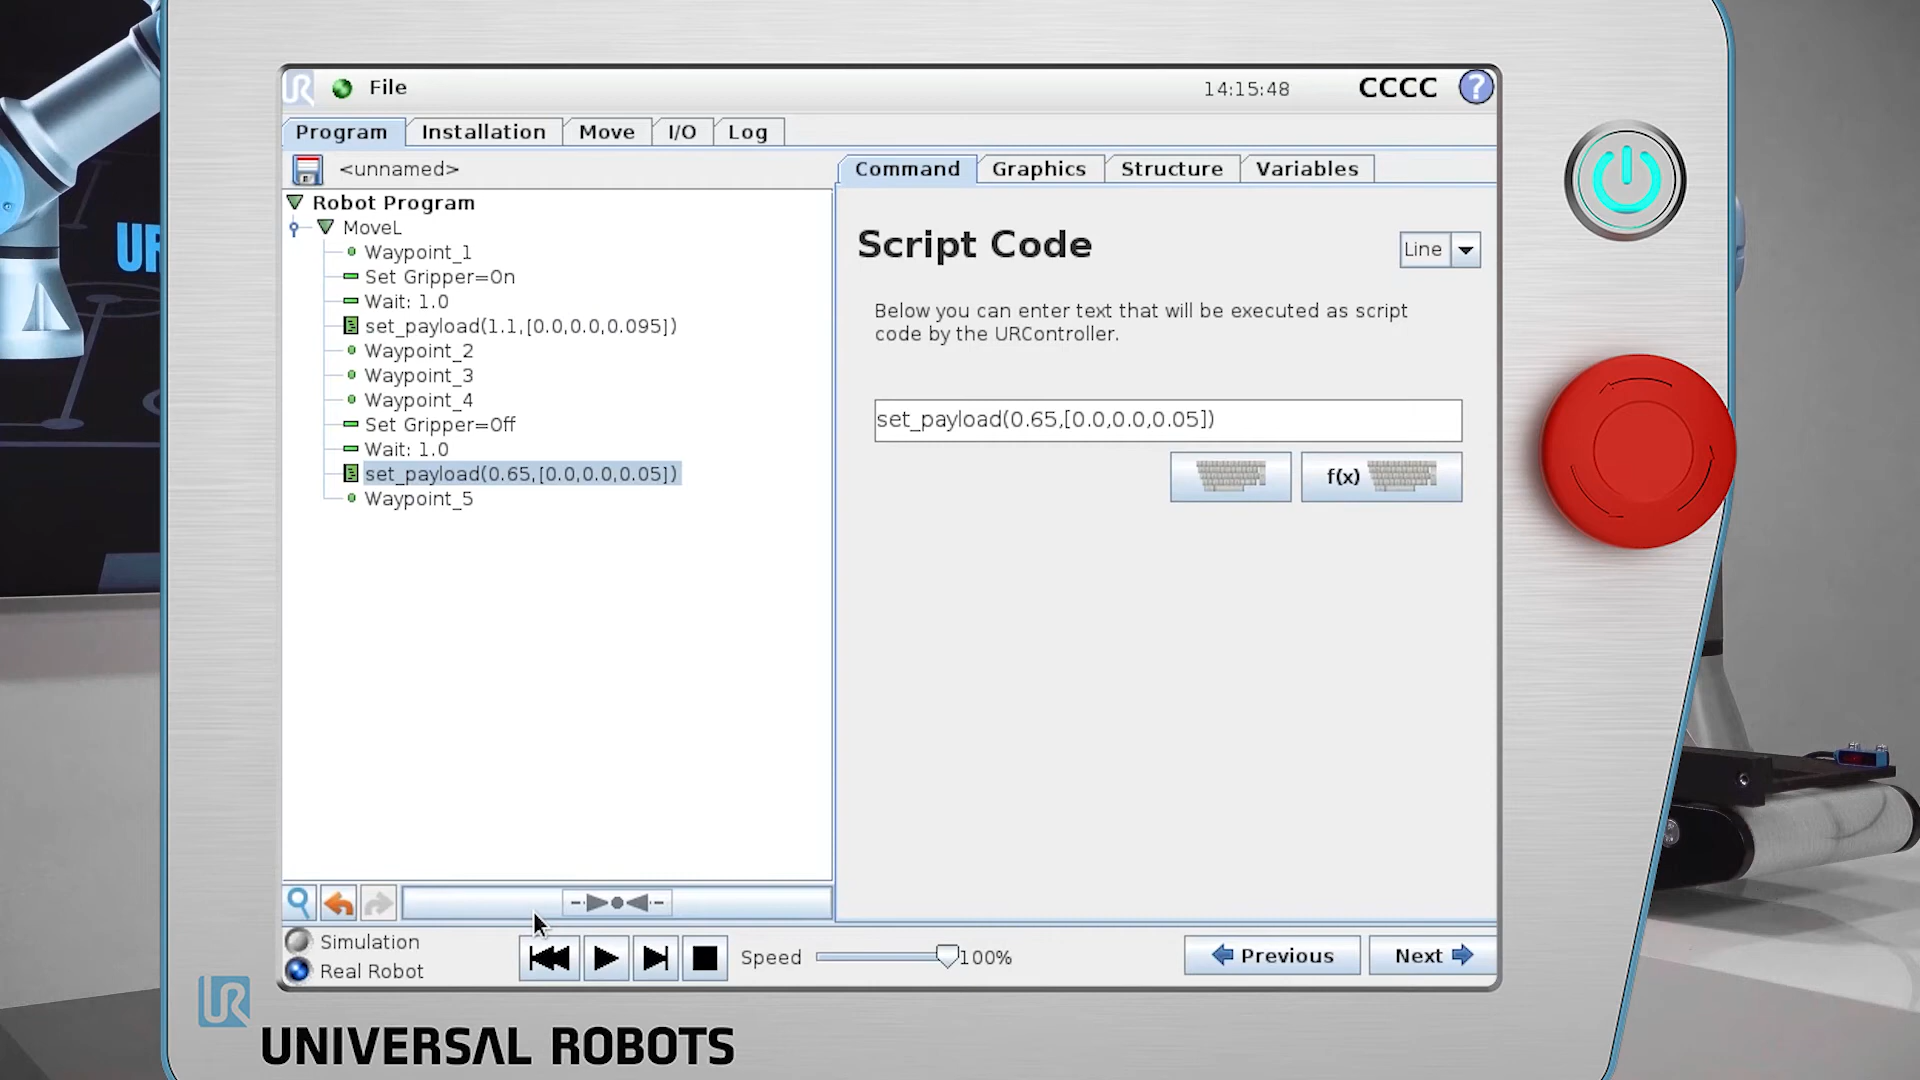 File
14:15:48
CCCC
?
Program
Installation
Move
I/O
Log
<unnamed>
Command
Graphics
Structure
Variables
Robot Program
MoveL
Waypoint_1
Set Gripper=On
Wait: 1.0
set_payload(1.1,[0.0,0.0,0.095])
Waypoint_2
Waypoint_3
Waypoint_4
Set Gripper=Off
Wait: 1.0
set_payload(0.65,[0.0,0.0,0.05])
Waypoint_5
Script Code
Line
Below you can enter text that will be executed as script
code by the URController.
set_payload(0.65,[0.0,0.0,0.05])
f(x)
Simulation
Real Robot
Speed
100%
Previous
Next
UR
UNIVERSAL ROBOTS
UR